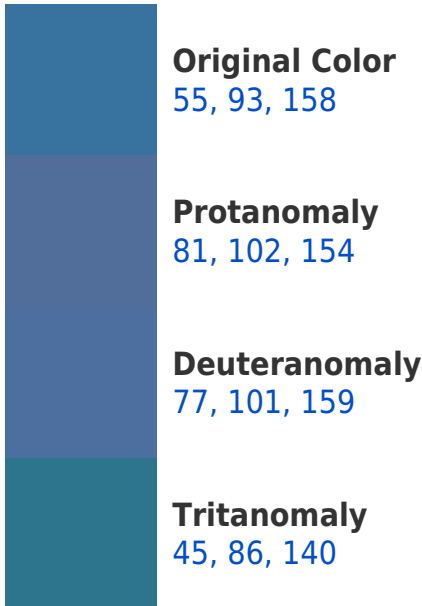 Original Color
55, 93, 158
Protanomaly
81, 102, 154
Deuteranomaly
77, 101, 159
Tritanomaly
45, 86, 140